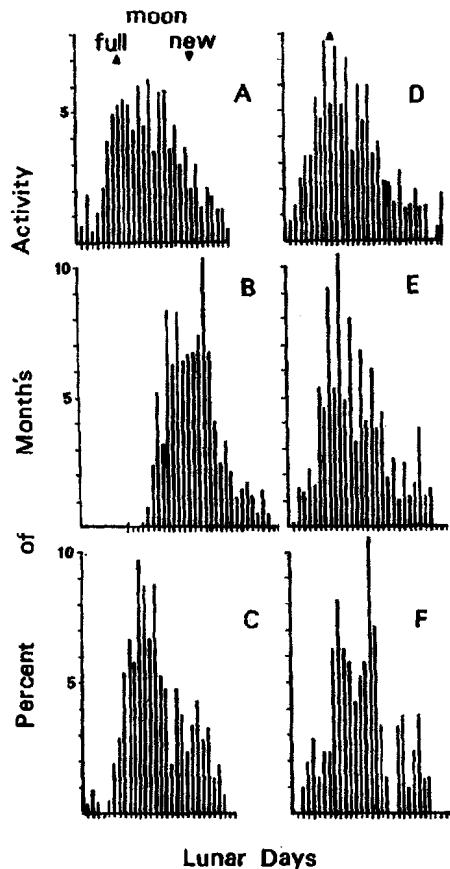 moon
full new
▲ ▼
▲
A
D
5
10
B
E
5
10
C
F
5
Percent of Month's Activity
Lunar Days